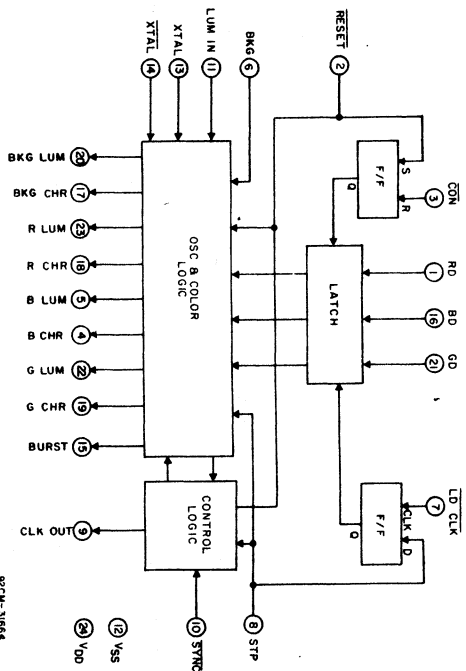 RESET
2
CON
3
RD
1
BD
16
GD
21
LD CLK
7
S
R
F/F
Q
LATCH
CLK
D
F/F
Q
BKG
6
LUM IN
11
XTAL
13
XTAL
14
OSC & COLOR
LOGIC
CONTROL
LOGIC
8 STP
10 SYNC
12 VSS
24 VDD
BKG LUM 20
BKG CHR 17
R LUM 23
R CHR 18
B LUM 5
B CHR 4
G LUM 22
G CHR 19
BURST 15
CLK OUT 9
92CM-31664